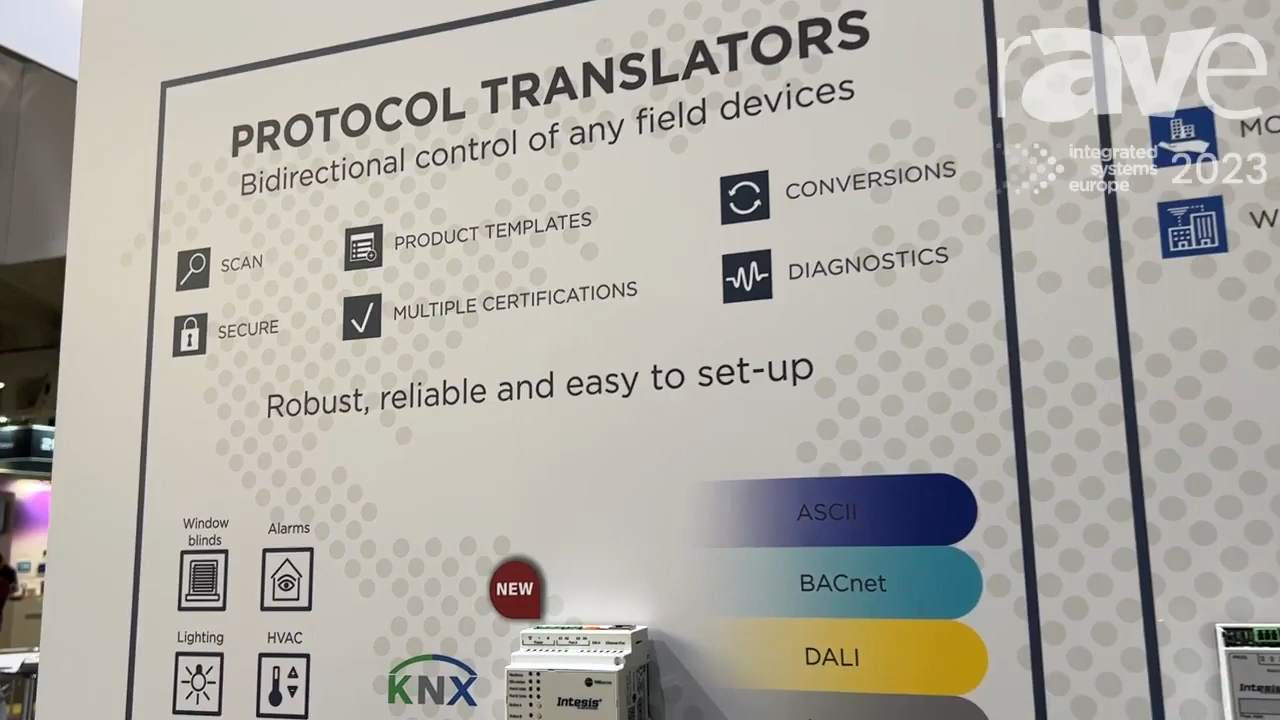 PROTOCOL TRANSLATORS
Bidirectional control of any field devices
SCAN
PRODUCT TEMPLATES
CONVERSIONS
SECURE
MULTIPLE CERTIFICATIONS
DIAGNOSTICS
Robust, reliable and easy to set-up
Window
blinds
Alarms
Lighting
HVAC
KNX
NEW
Intesis
ASCII
BACnet
DALI
rave
integrated
systems
europe
2023
MO
W
Intesis